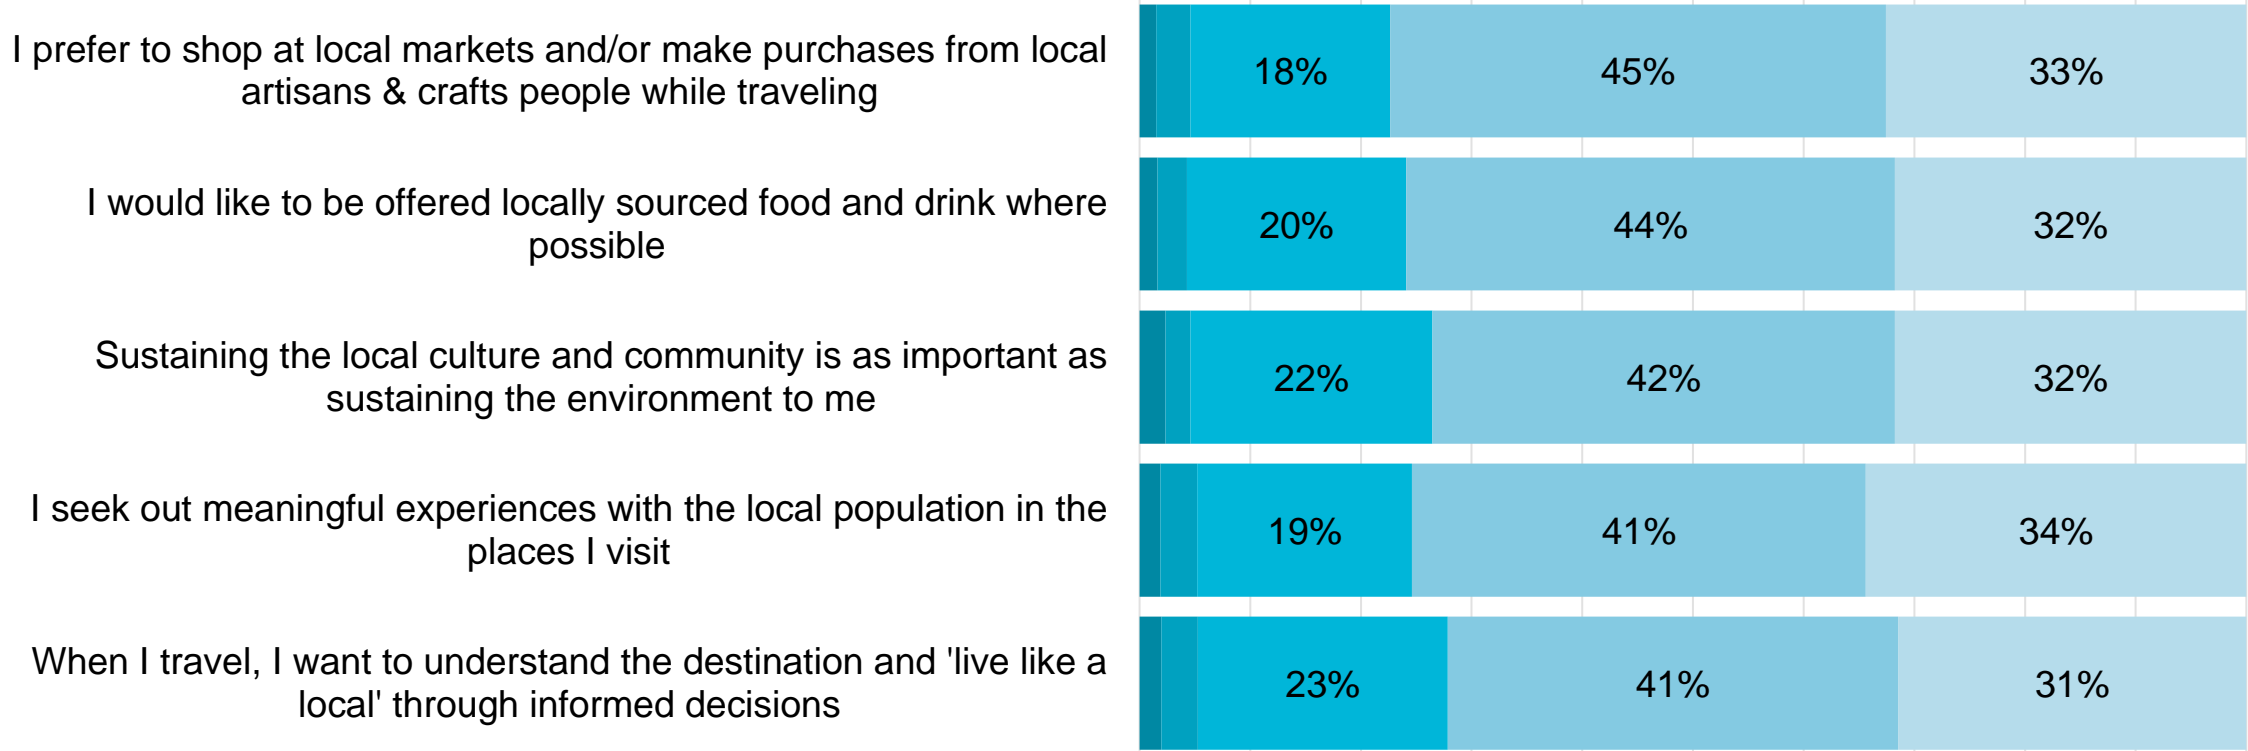 I prefer to shop at local markets and/or make purchases from local
artisans & crafts people while traveling
18%
45%
33%
I would like to be offered locally sourced food and drink where
possible
20%
44%
32%
Sustaining the local culture and community is as important as
sustaining the environment to me
22%
42%
32%
I seek out meaningful experiences with the local population in the
places I visit
19%
41%
34%
When I travel, I want to understand the destination and 'live like a
local' through informed decisions
23%
41%
31%